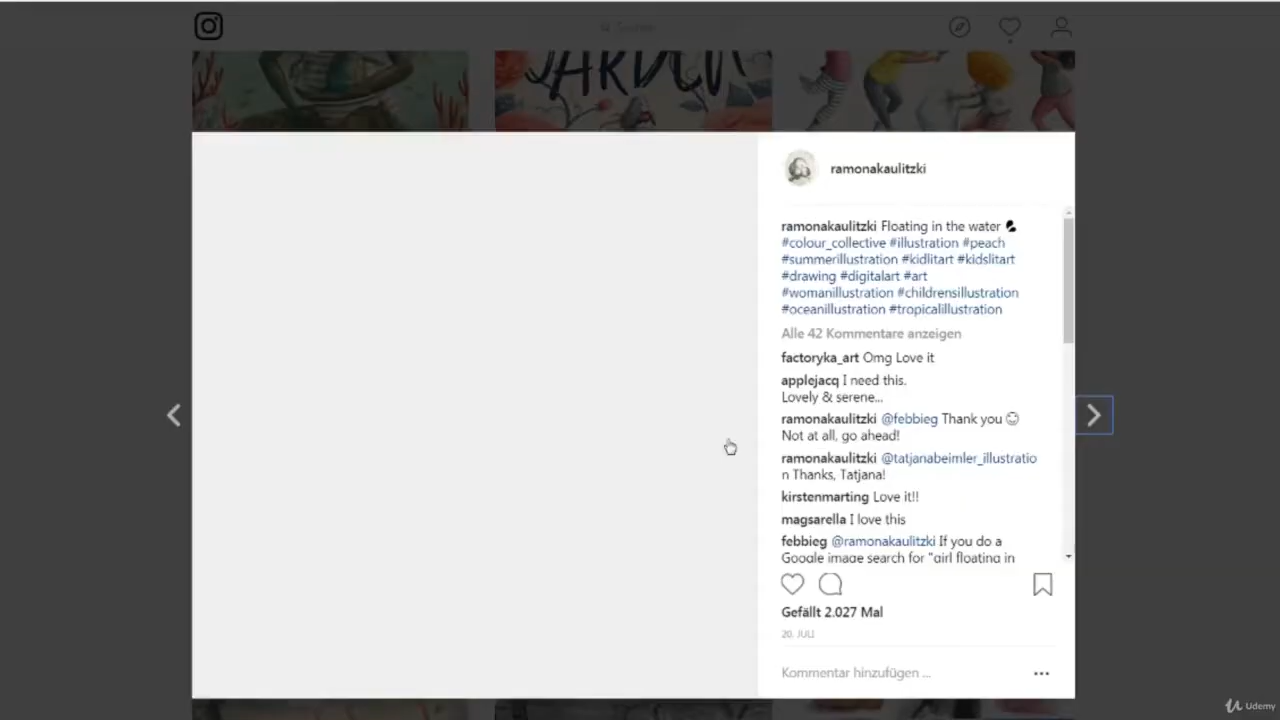 Suchen
GARDEN
ramonakaulitzki
ramonakaulitzki Floating in the water
#colour_collective #illustration #peach
#summerillustration #kidlitart #kidslitart
#drawing #digitalart #art
#womanillustration #childrensillustration
#oceanillustration #tropicalillustration
Alle 42 Kommentare anzeigen
factoryka_art Omg Love it
applejacq I need this.
Lovely & serene...
ramonakaulitzki @febbieg Thank you
Not at all, go ahead!
ramonakaulitzki @tatjanabeimler_illustratio
n Thanks, Tatjana!
kirstenmarting Love it!!
magsarella I love this
febbieg @ramonakaulitzki If you do a
Google image search for "girl floating in
Gefällt 2.027 Mal
20. JULI
Kommentar hinzufügen ...
Udemy